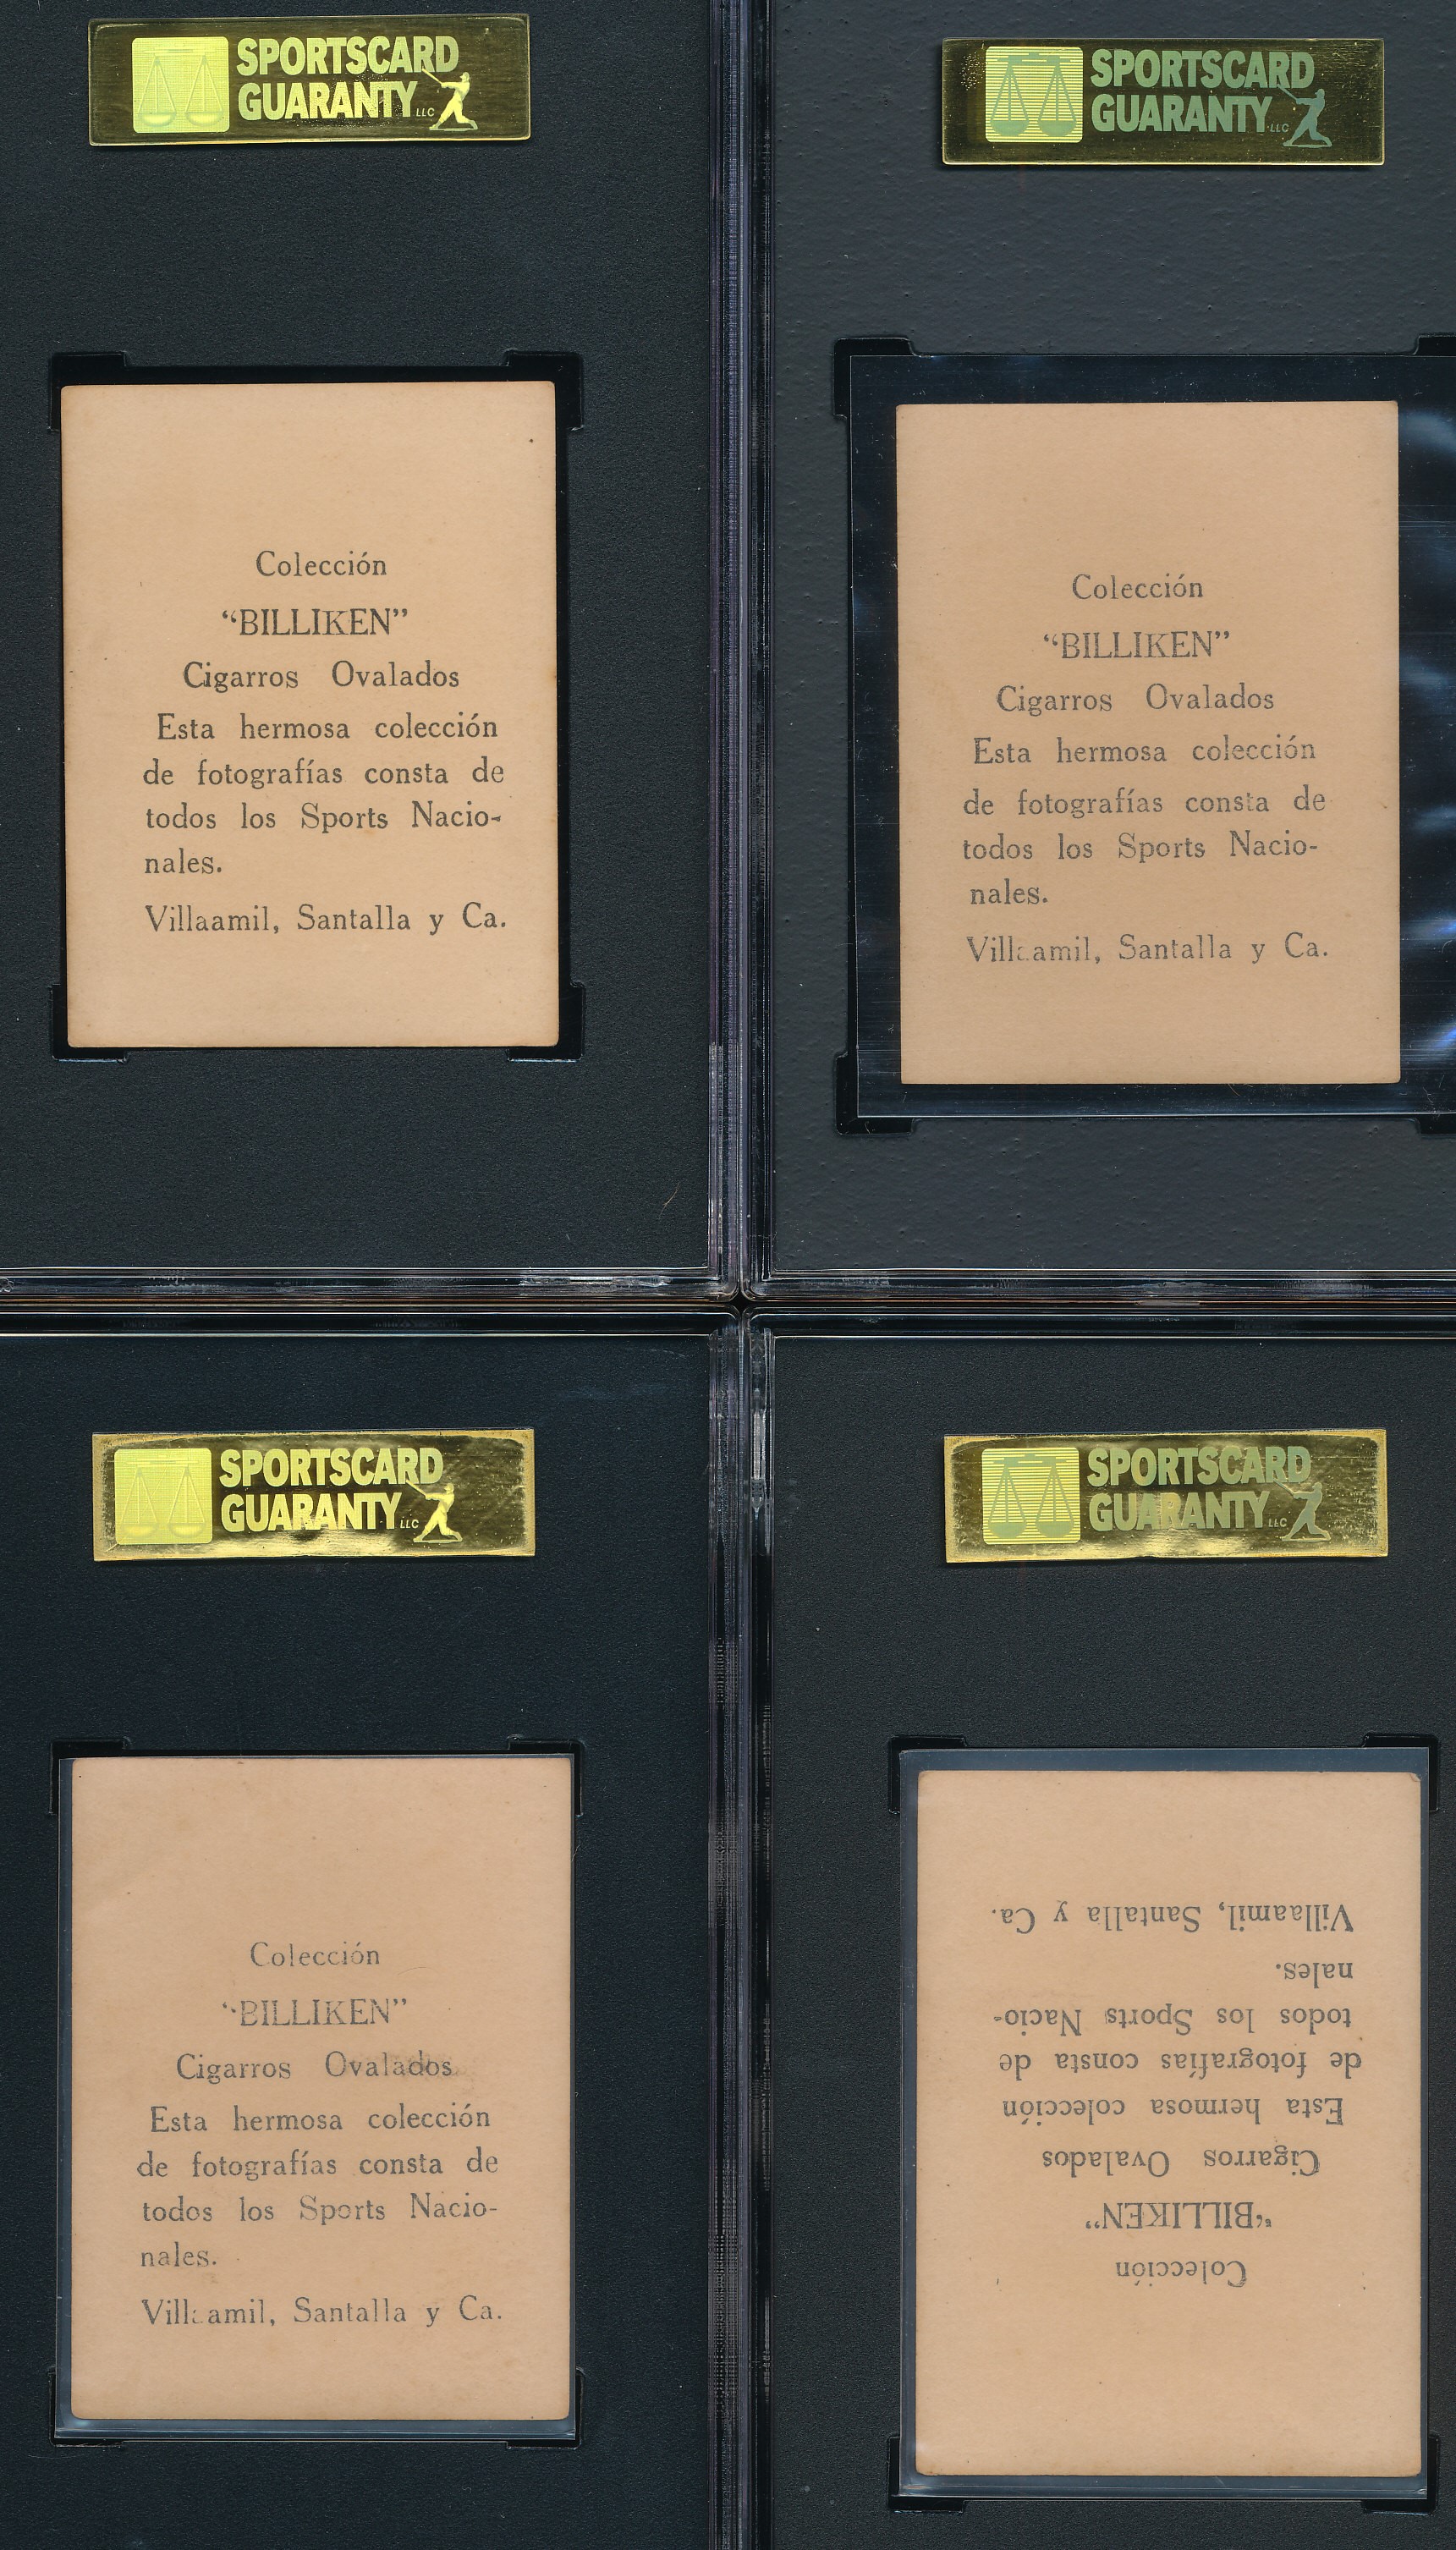 SPORTSCARD
GUARANTY LLC
Colección
“BILLIKEN”
Cigarros Ovalados
Esta hermosa colección
de fotografías consta de
todos los Sports Nacio-
nales.
Villaamil, Santalla y Ca.
SPORTSCARD
GUARANTY LLC
Colección
“BILLIKEN”
Cigarros Ovalados
Esta hermosa colección
de fotografías consta de
todos los Sports Nacio-
nales.
Villaamil, Santalla y Ca.
SPORTSCARD
GUARANTY LLC
Colección
“BILLIKEN”
Cigarros Ovalados
Esta hermosa colección
de fotografías consta de
todos los Sports Nacio-
nales.
Villaamil, Santalla y Ca.
SPORTSCARD
GUARANTY LLC
Colección
“BILLIKEN”
Cigarros Ovalados
Esta hermosa colección
de fotografías consta de
todos los Sports Nacio-
nales.
Villaamil, Santalla y Ca.